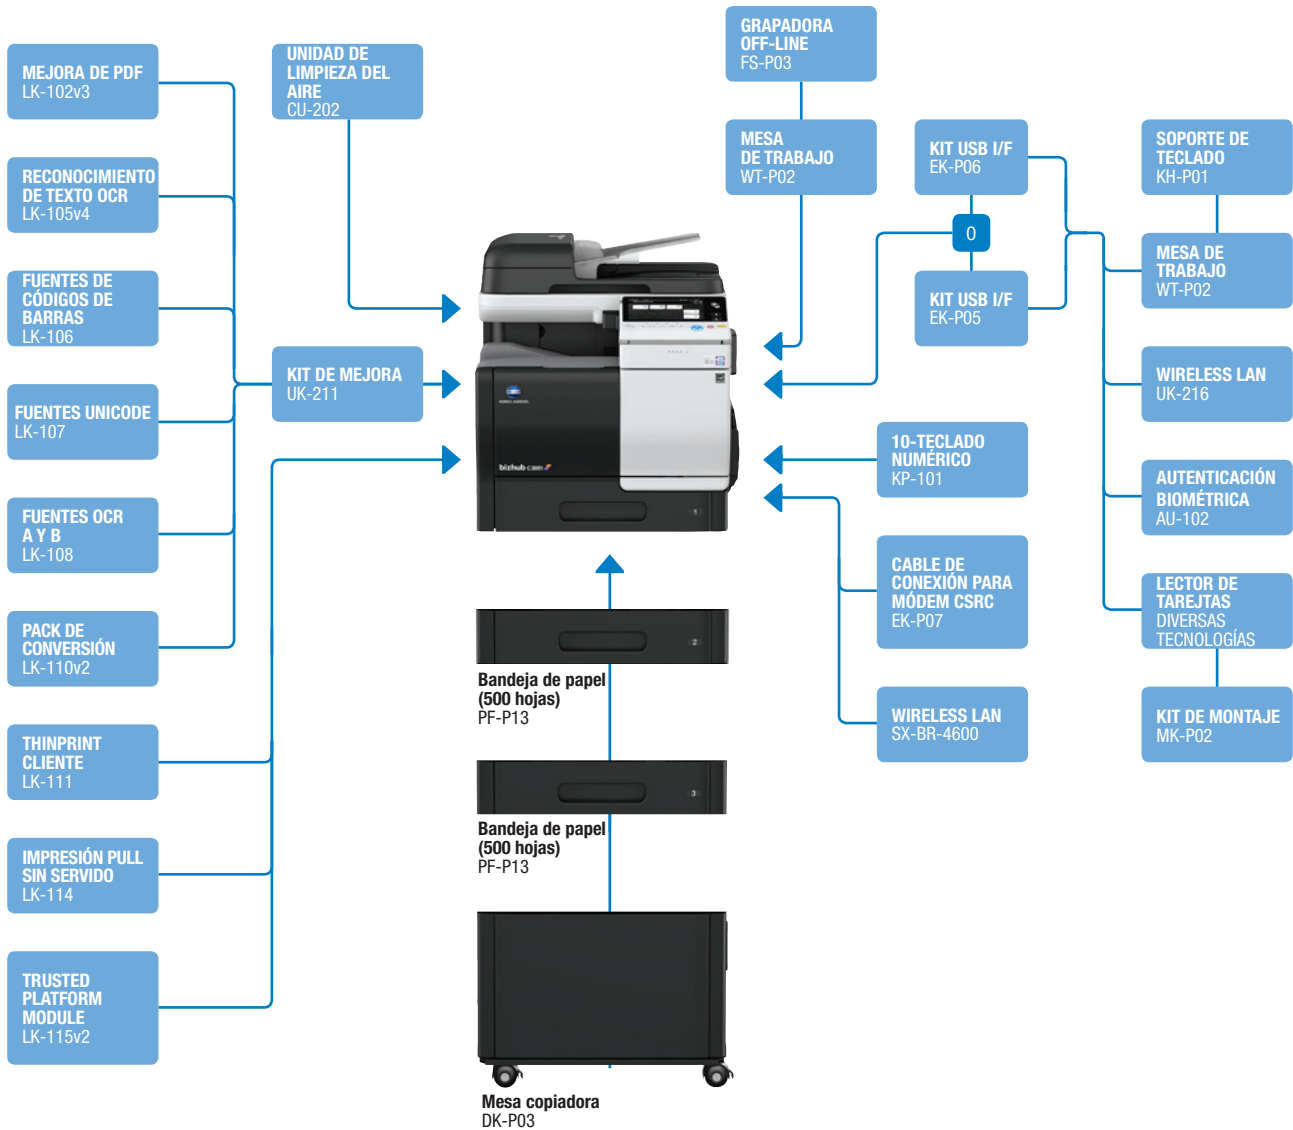 MEJORA DE PDF
LK-102v3
RECONOCIMIENTO
DE TEXTO OCR
LK-105v4
FUENTES DE
CÓDIGOS DE
BARRAS
LK-106
FUENTES UNICODE
LK-107
FUENTES OCR
A Y B
LK-108
PACK DE
CONVERSIÓN
LK-110v2
THINPRINT
CLIENTE
LK-111
IMPRESIÓN PULL
SIN SERVIDO
LK-114
TRUSTED
PLATFORM
MODULE
LK-115v2
UNIDAD DE
LIMPIEZA DEL
AIRE
CU-202
KIT DE MEJORA
UK-211
KONICA MINOLTA
bizhub C3851
1
2
Bandeja de papel
(500 hojas)
PF-P13
3
Bandeja de papel
(500 hojas)
PF-P13
Mesa copiadora
DK-P03
GRAPADORA
OFF-LINE
FS-P03
MESA
DE TRABAJO
WT-P02
KIT USB I/F
EK-P06
0
KIT USB I/F
EK-P05
10-TECLADO
NUMÉRICO
KP-101
CABLE DE
CONEXIÓN PARA
MÓDEM CSRC
EK-P07
WIRELESS LAN
SX-BR-4600
SOPORTE DE
TECLADO
KH-P01
MESA DE
TRABAJO
WT-P02
WIRELESS LAN
UK-216
AUTENTICACIÓN
BIOMÉTRICA
AU-102
LECTOR DE
TAREJTAS
DIVERSAS
TECNOLOGÍAS
KIT DE MONTAJE
MK-P02